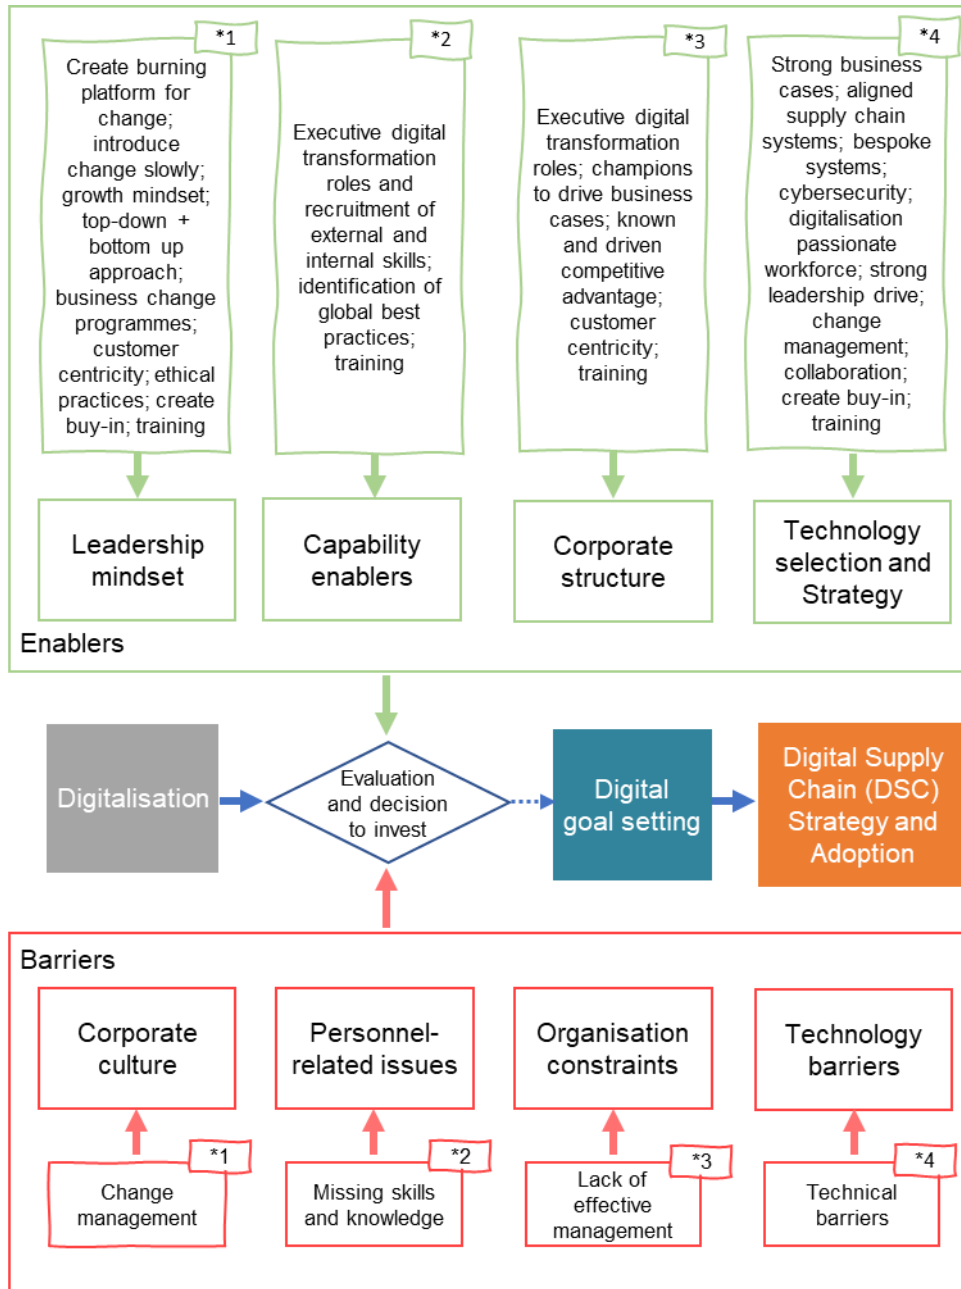 *1
Create burning
platform for
change;
introduce
change slowly;
growth mindset;
top-down +
bottom up
approach;
business change
programmes;
customer
centricity; ethical
practices; create
buy-in; training
*2
Executive digital
transformation
roles and
recruitment of
external and
internal skills;
identification of
global best
practices;
training
*3
Executive digital
transformation
roles; champions
to drive business
cases; known
and driven
competitive
advantage;
customer
centricity;
training
*4
Strong business
cases; aligned
supply chain
systems; bespoke
systems;
cybersecurity;
digitalisation
passionate
workforce; strong
leadership drive;
change
management;
collaboration;
create buy-in;
training
Leadership
mindset
Capability
enablers
Corporate
structure
Technology
selection and
Strategy
Enablers
Digitalisation
Evaluation
and decision
to invest
Digital
goal setting
Digital Supply
Chain (DSC)
Strategy and
Adoption
Barriers
Corporate
culture
Personnel-
related issues
Organisation
constraints
Technology
barriers
*1
Change
management
*2
Missing skills
and knowledge
*3
Lack of
effective
management
*4
Technical
barriers